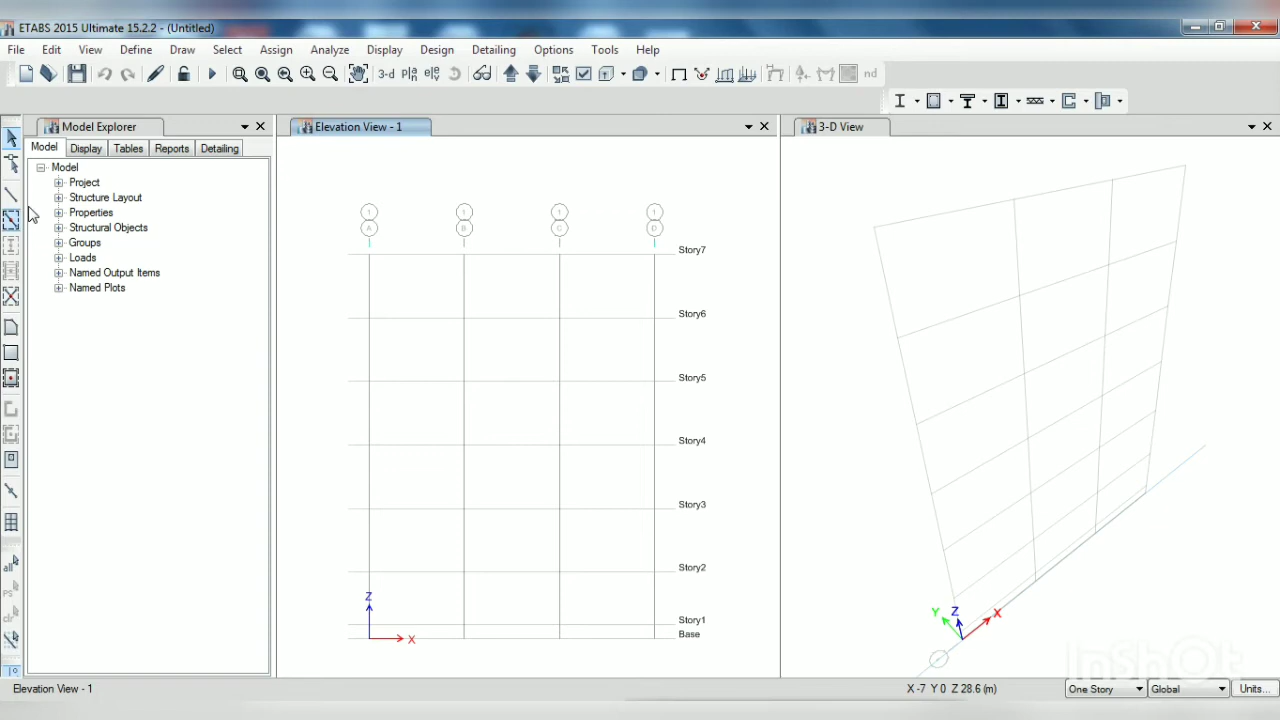 ETABS 2015 Ultimate 15.2.2 - (Untitled)
File Edit View Define Draw Select Assign Analyze Display Design Detailing Options Tools Help
3-d nd
Model Explorer
Elevation View - 1
3-D View
Model Display Tables Reports Detailing
Model
Project
Structure Layout
Properties
Structural Objects
Groups
Loads
Named Output Items
Named Plots
1 1 1 1
A B C D
Story7
Story6
Story5
Story4
Story3
Story2
Story1
Base
Z
X
Y
Z
X
InShOt
Elevation View - 1
X -7 Y 0 Z 28.6 (m)
One Story
Global
Units...